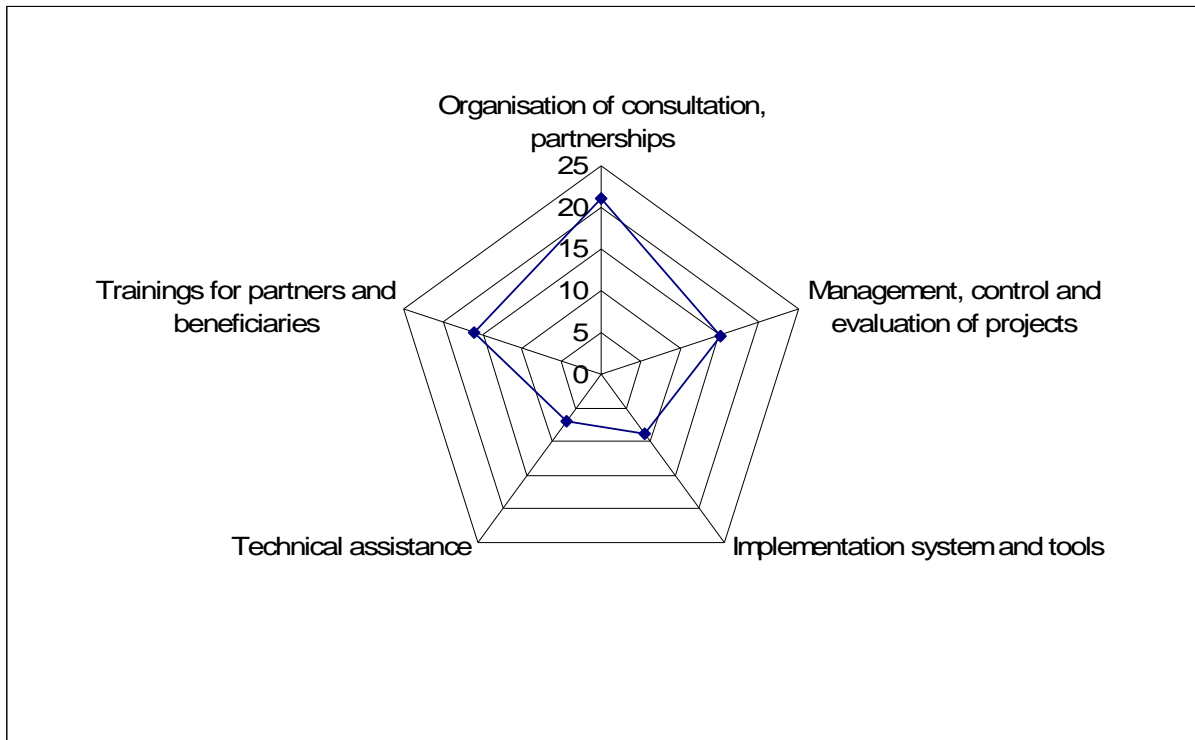 Organisation of consultation,
partnerships
25
20
15
10
5
0
Management, control and
evaluation of projects
Implementation system and tools
Technical assistance
Trainings for partners and
beneficiaries